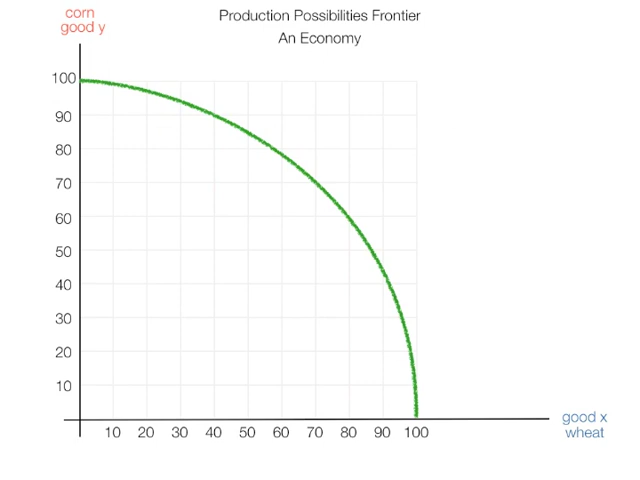 corn
good y
Production Possibilities Frontier
An Economy
100
90
80
70
60
50
40
30
20
10
10 20 30 40 50 60 70 80 90 100
good x
wheat